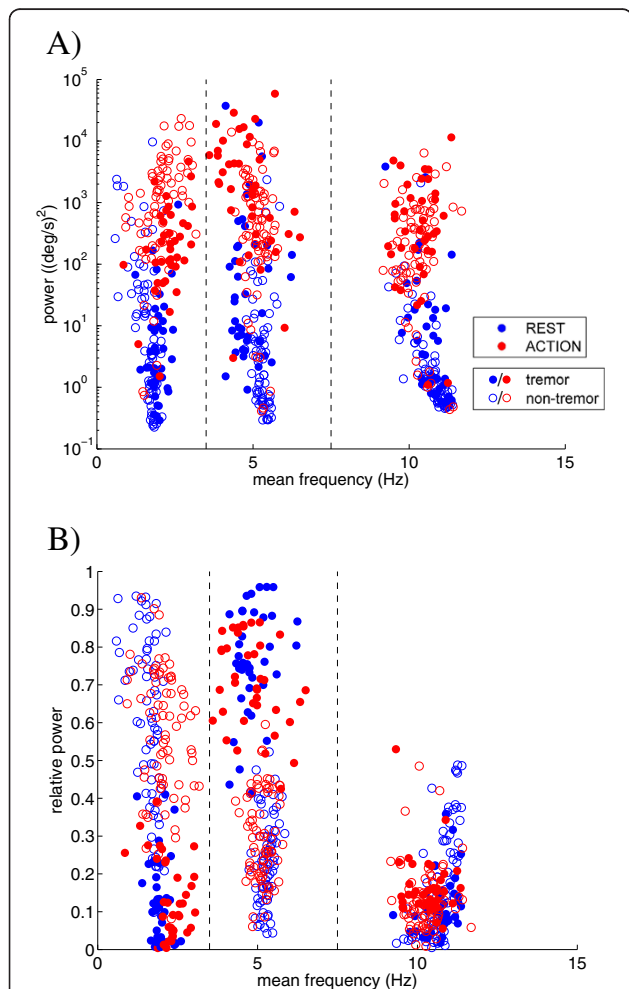 A)
10^5
10^4
10^3
10^2
10^1
10^0
10^-1
power ((deg/s)^2)
0 5 10 15
mean frequency (Hz)
REST
ACTION
tremor
/
non-tremor
B)
1
0.9
0.8
0.7
0.6
0.5
0.4
0.3
0.2
0.1
0
relative power
0 5 10 15
mean frequency (Hz)